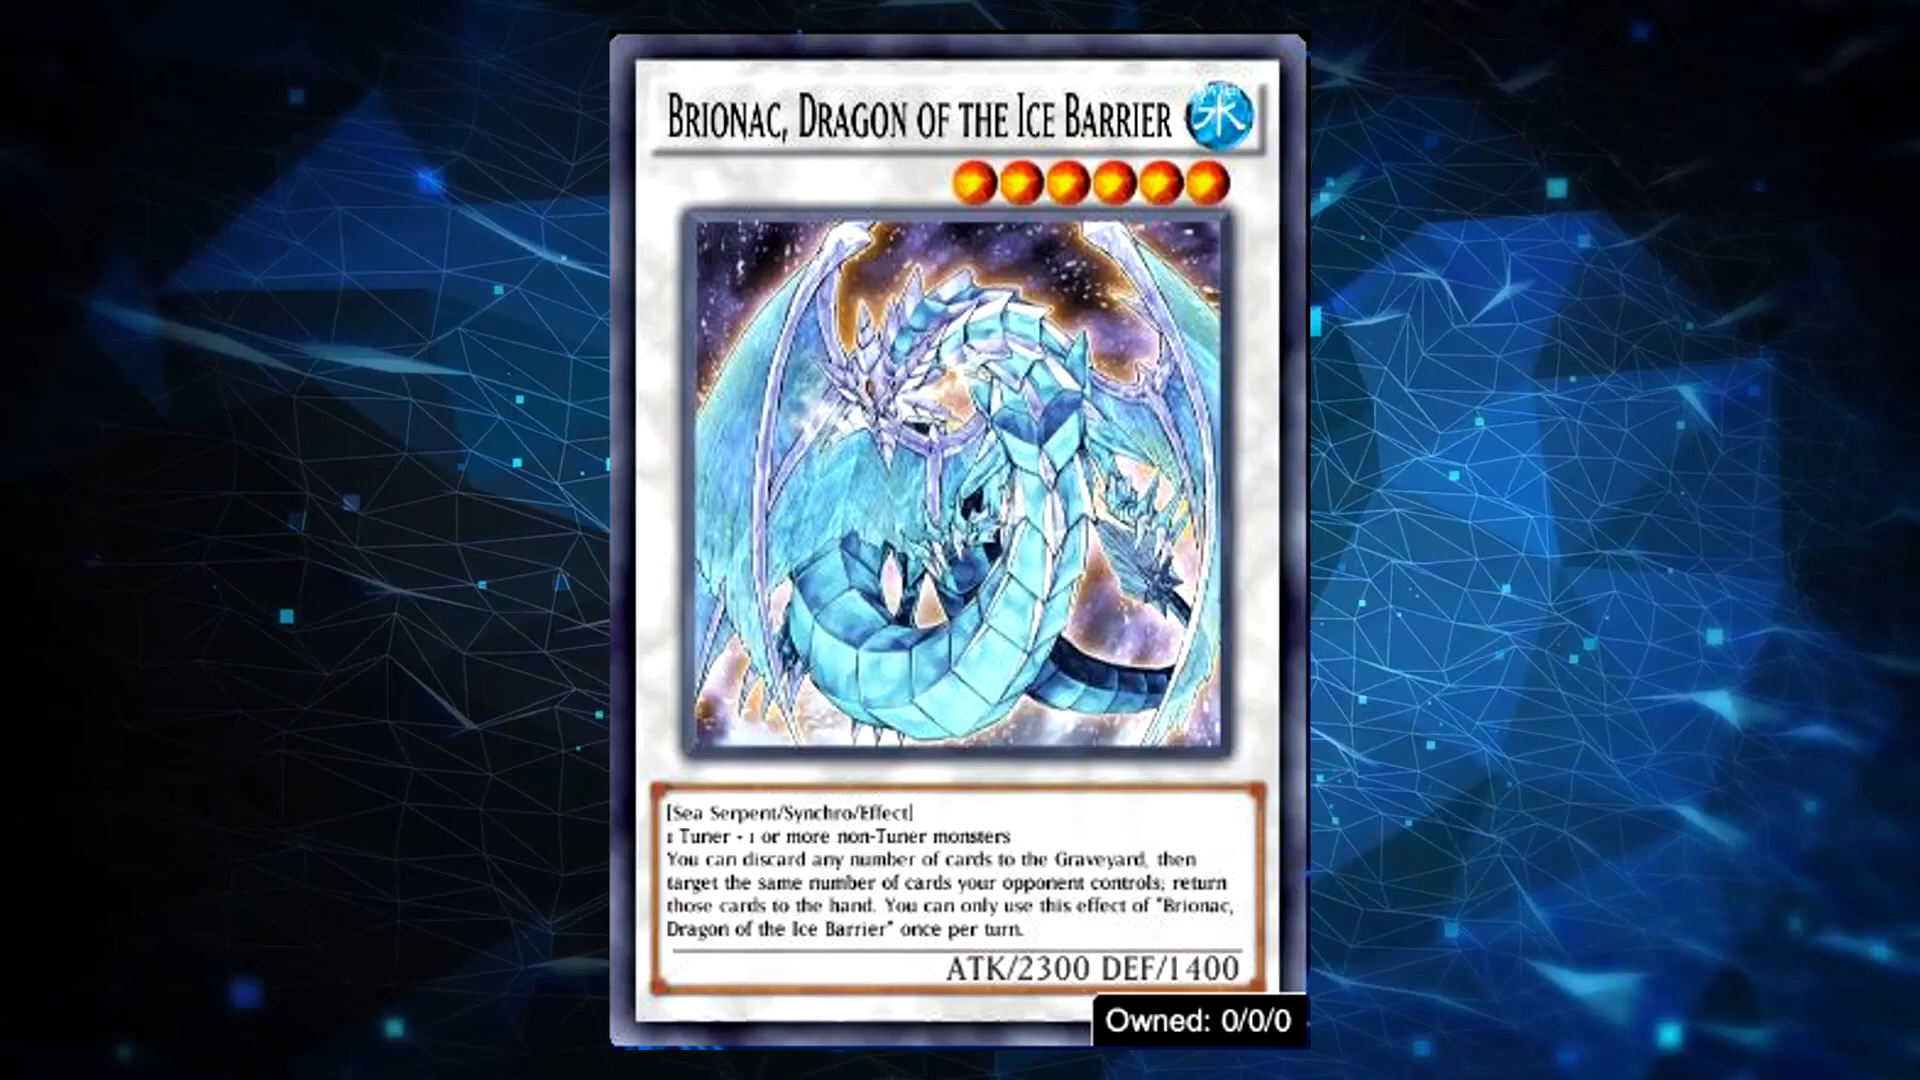 BRIONAC, DRAGON OF THE ICE BARRIER
水
[Sea Serpent/Synchro/Effect]
1 Tuner + 1 or more non-Tuner monsters
You can discard any number of cards to the Graveyard, then
target the same number of cards your opponent controls; return
those cards to the hand. You can only use this effect of "Brionac,
Dragon of the Ice Barrier" once per turn.
ATK/2300 DEF/1400
Owned: 0/0/0